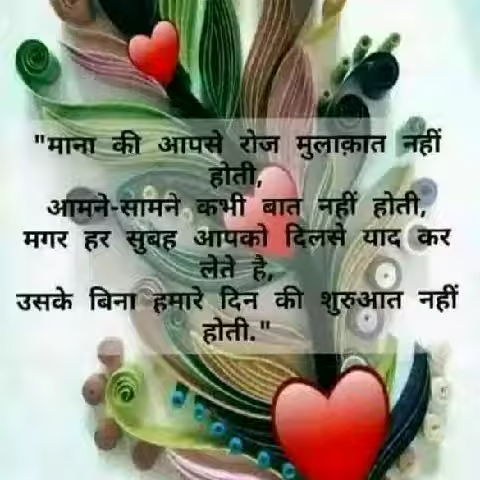 "माना की आपसे रोज मुलाक़ात नहीं
होती,
आमने-सामने कभी बात नहीं होती,
मगर हर सुबह आपको दिलसे याद कर
लेते है,
उसके बिना हमारे दिन की शुरुआत नहीं
होती."